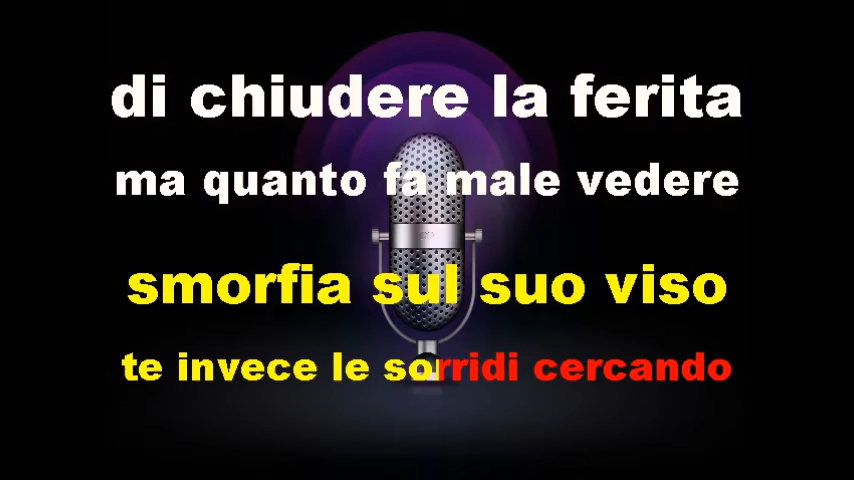 di chiudere la ferita
ma quanto fa male vedere
smorfia sul suo viso
te invece le sorridi cercando